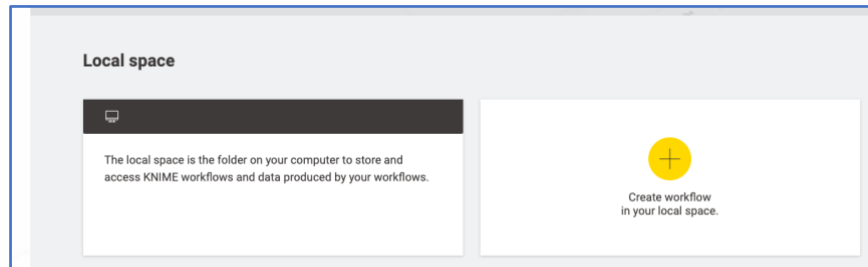 Local space
The local space is the folder on your computer to store and
access KNIME workflows and data produced by your workflows.
Create workflow
in your local space.